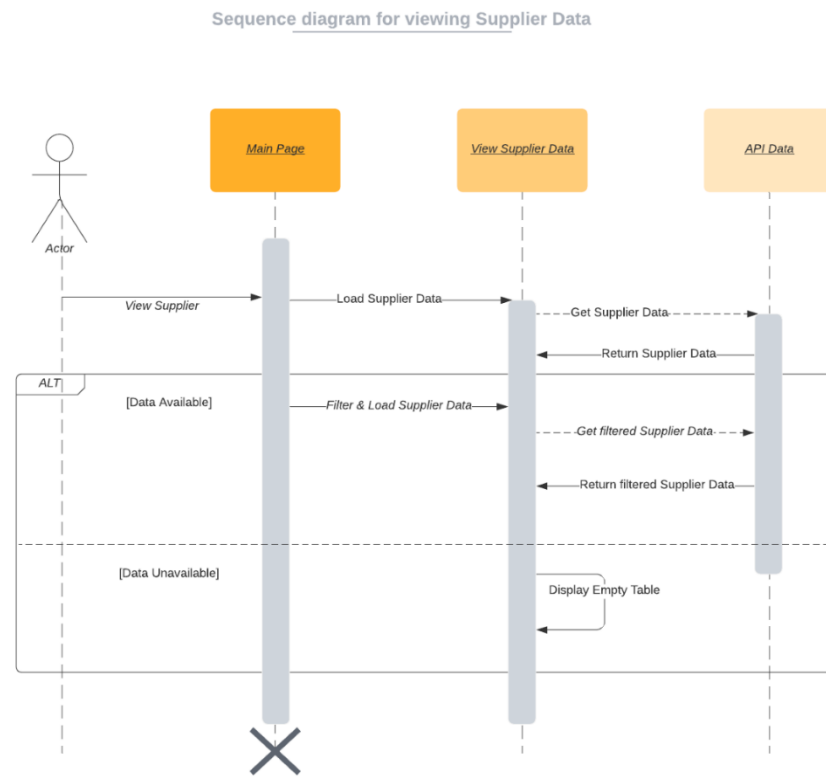 Sequence diagram for viewing Supplier Data
Main Page
View Supplier Data
API Data
Actor
View Supplier
Load Supplier Data
Get Supplier Data
Return Supplier Data
ALT
[Data Available]
Filter & Load Supplier Data
Get filtered Supplier Data
Return filtered Supplier Data
[Data Unavailable]
Display Empty Table